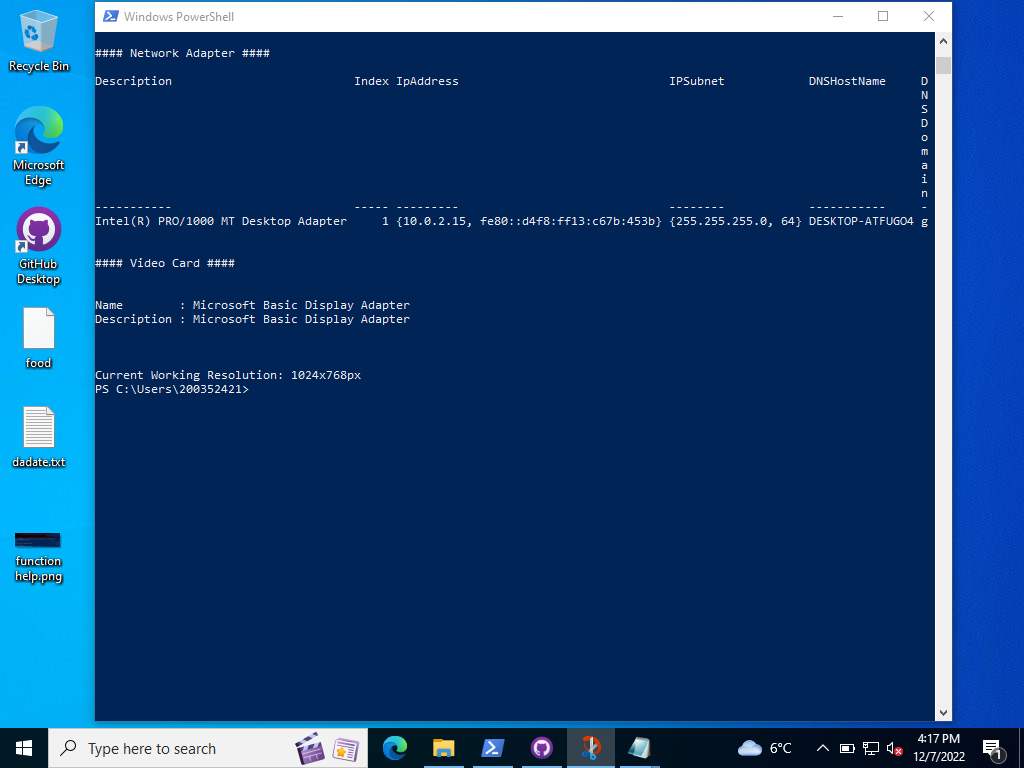 Recycle Bin
Microsoft
Edge
GitHub
Desktop
food
dadate.txt
function
help.png
Windows PowerShell
#### Network Adapter ####
Description Index IpAddress IPSubnet DNSHostName D
N
S
D
o
m
a
i
n
----------- ----- --------- -------- ----------- -
Intel(R) PRO/1000 MT Desktop Adapter 1 {10.0.2.15, fe80::d4f8:ff13:c67b:453b} {255.255.255.0, 64} DESKTOP-ATFUGO4 g
#### Video Card ####
Name : Microsoft Basic Display Adapter
Description : Microsoft Basic Display Adapter
Current Working Resolution: 1024x768px
PS C:\Users\200352421>
Type here to search
6°C
4:17 PM
12/7/2022
1